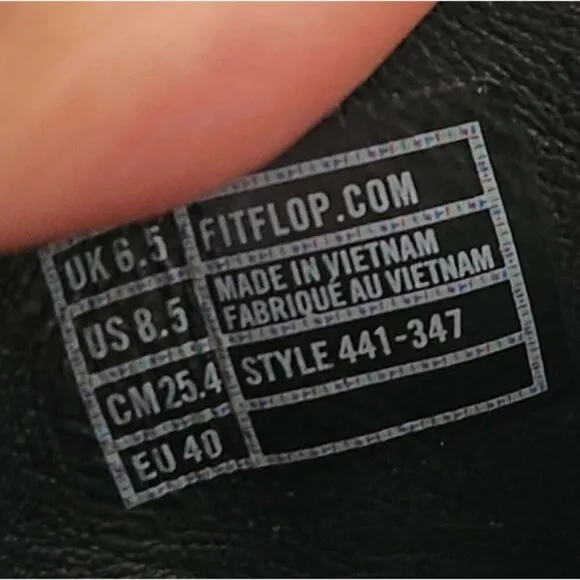 UK 6.5
US 8.5
CM 25.4
EU 40
FITFLOP.COM
MADE IN VIETNAM
FABRIQUÉ AU VIETNAM
STYLE 441-347